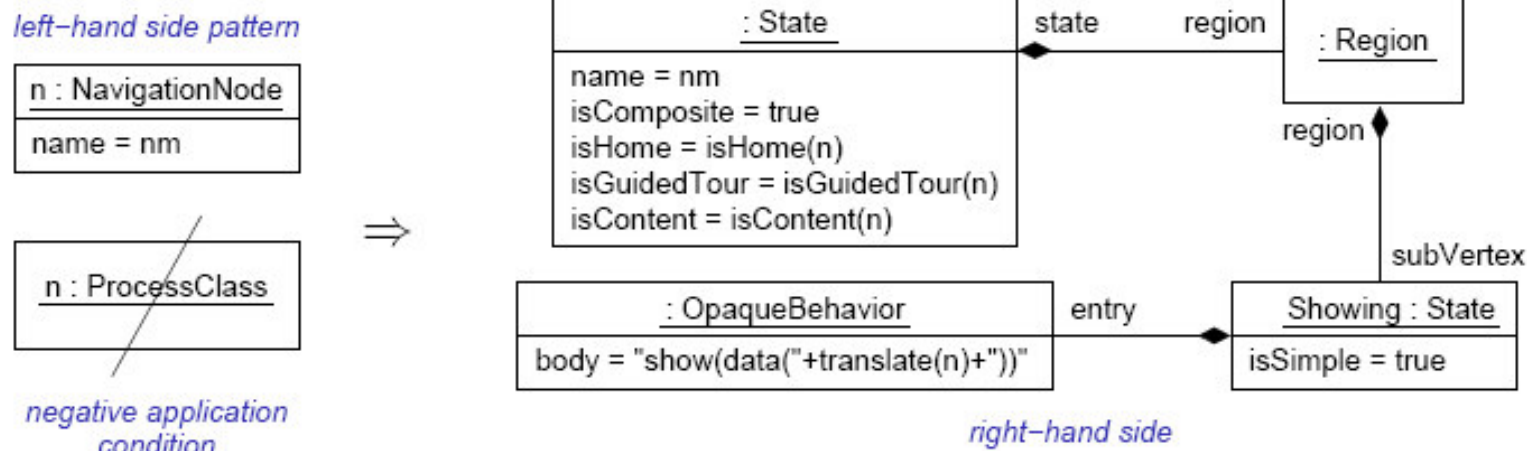 left−hand side pattern
n : NavigationNode
name = nm
n : ProcessClass
negative application
condition
⇒
: State
name = nm
isComposite = true
isHome = isHome(n)
isGuidedTour = isGuidedTour(n)
isContent = isContent(n)
state
region
: Region
region
subVertex
: OpaqueBehavior
body = "show(data("+translate(n)+"))"
entry
Showing : State
isSimple = true
right−hand side